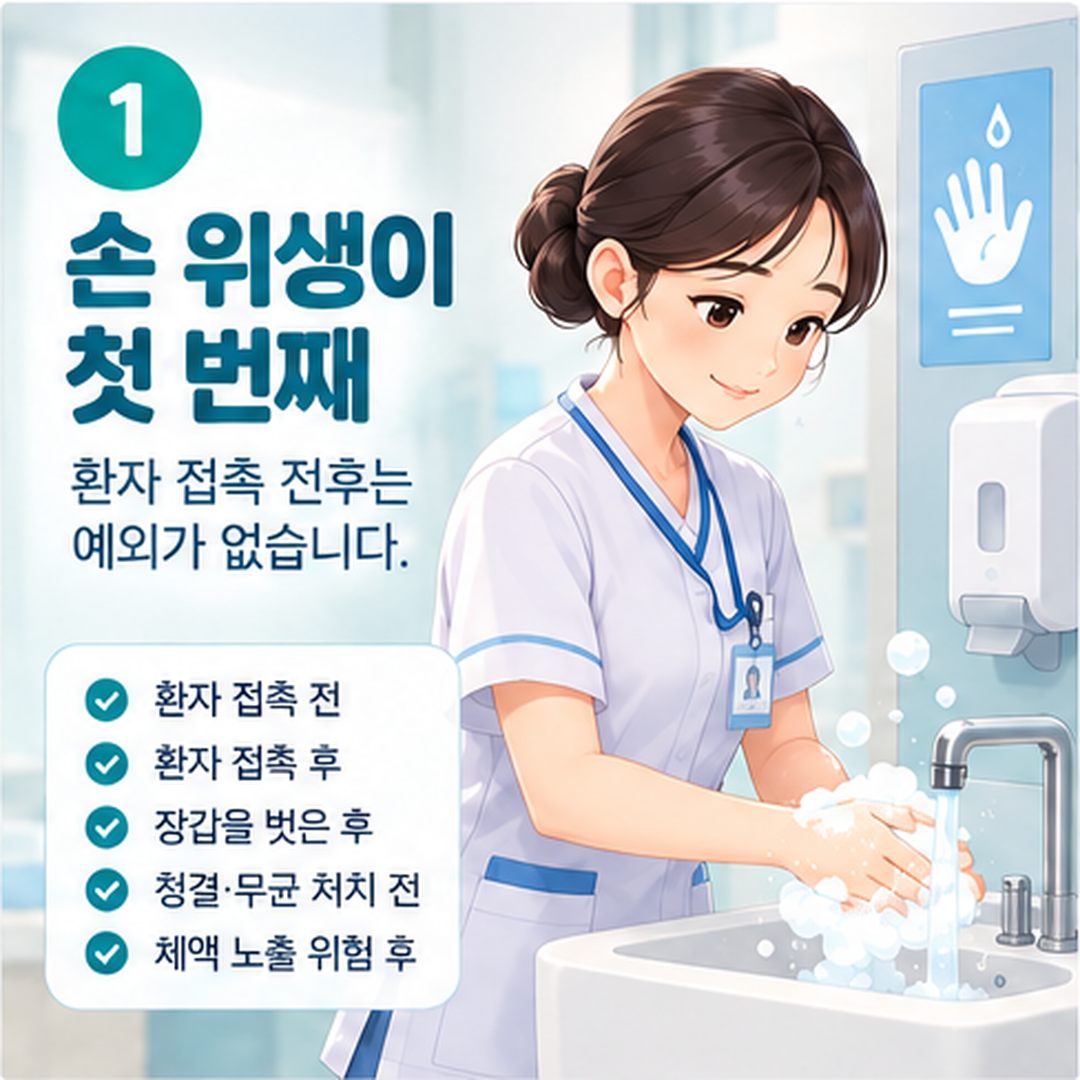 1
손 위생이
첫 번째
환자 접촉 전후는
예외가 없습니다.
환자 접촉 전
환자 접촉 후
장갑을 벗은 후
청결·무균 처치 전
체액 노출 위험 후